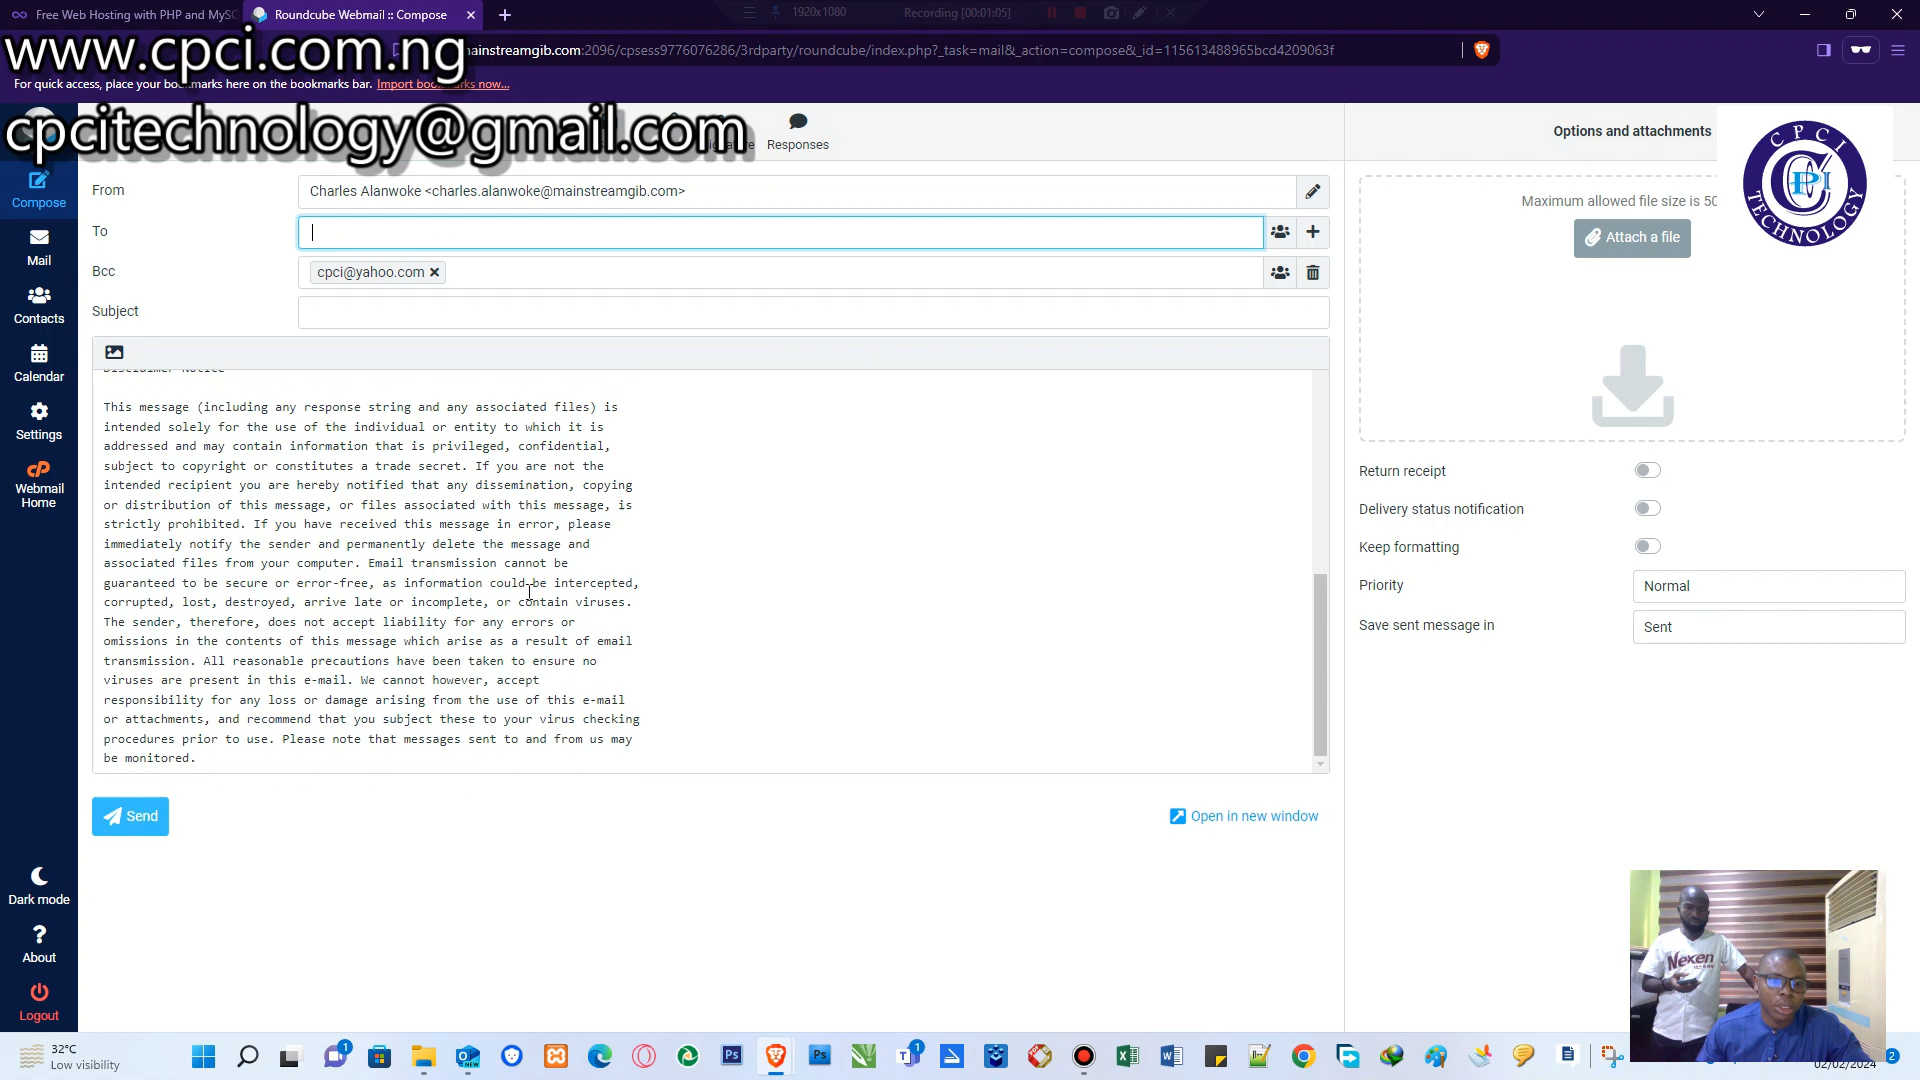 Free Web Hosting with PHP and MySQ
Roundcube Webmail :: Compose
1920x1080
Recording [00:01:05]
www.cpci.com.ng
ainstreamgib.com:2096/cpsess9776076286/3rdparty/roundcube/index.php?_task=mail&_action=compose&_id=115613488965bcd4209063f
For quick access, place your bookmarks here on the bookmarks bar. Import bookmarks now...
cpcitechnology@gmail.com
Responses
Options and attachments
Compose
Mail
Contacts
Calendar
Settings
cP
Webmail
Home
Dark mode
About
Logout
From
Charles Alanwoke <charles.alanwoke@mainstreamgib.com>
To
Bcc
cpci@yahoo.com
Subject
Disclaimer Notice
This message (including any response string and any associated files) is
intended solely for the use of the individual or entity to which it is
addressed and may contain information that is privileged, confidential,
subject to copyright or constitutes a trade secret. If you are not the
intended recipient you are hereby notified that any dissemination, copying
or distribution of this message, or files associated with this message, is
strictly prohibited. If you have received this message in error, please
immediately notify the sender and permanently delete the message and
associated files from your computer. Email transmission cannot be
guaranteed to be secure or error-free, as information could be intercepted,
corrupted, lost, destroyed, arrive late or incomplete, or contain viruses.
The sender, therefore, does not accept liability for any errors or
omissions in the contents of this message which arise as a result of email
transmission. All reasonable precautions have been taken to ensure no
viruses are present in this e-mail. We cannot however, accept
responsibility for any loss or damage arising from the use of this e-mail
or attachments, and recommend that you subject these to your virus checking
procedures prior to use. Please note that messages sent to and from us may
be monitored.
Send
Open in new window
Maximum allowed file size is 50
Attach a file
CPCI
CPI
TECHNOLOGY
Return receipt
Delivery status notification
Keep formatting
Priority
Normal
Save sent message in
Sent
Nexen
32°C
Low visibility
02/02/2024